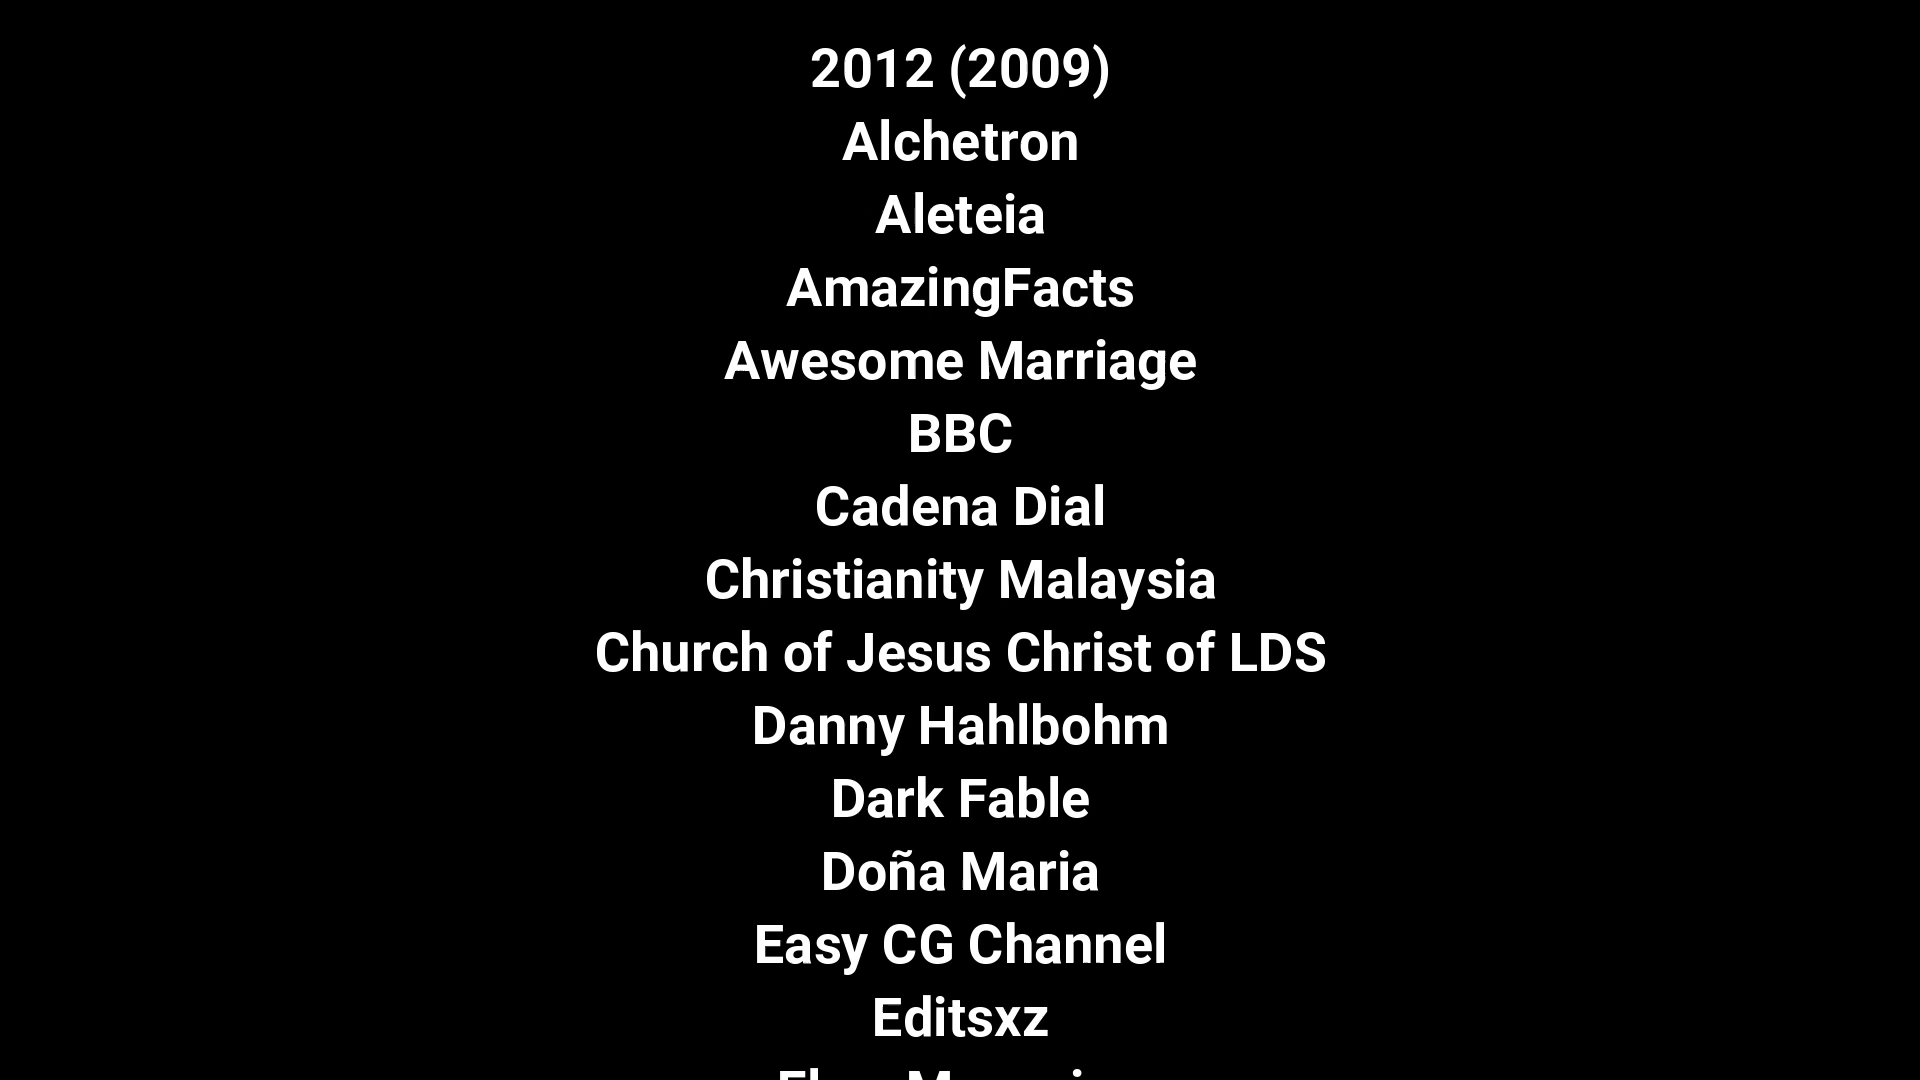 2012 (2009)
Alchetron
Aleteia
AmazingFacts
Awesome Marriage
BBC
Cadena Dial
Christianity Malaysia
Church of Jesus Christ of LDS
Danny Hahlbohm
Dark Fable
Doña Maria
Easy CG Channel
Editsxz